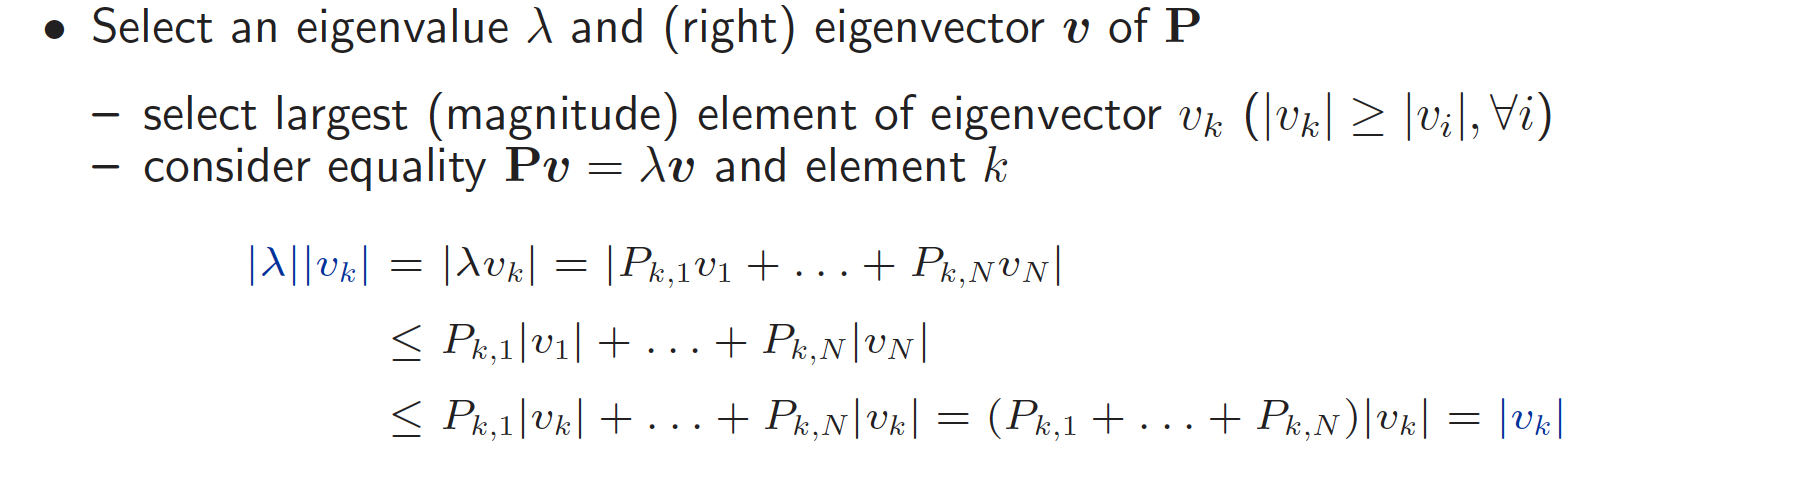 • Select an eigenvalue λ and (right) eigenvector 𝒗 of 𝐏
– select largest (magnitude) element of eigenvector v_k (|v_k| ≥ |v_i|, ∀i)
– consider equality 𝐏𝒗 = λ𝒗 and element k
|λ||v_k| = |λv_k| = |P_{k,1}v_1 + . . . + P_{k,N}v_N|
≤ P_{k,1}|v_1| + . . . + P_{k,N}|v_N|
≤ P_{k,1}|v_k| + . . . + P_{k,N}|v_k| = (P_{k,1} + . . . + P_{k,N})|v_k| = |v_k|